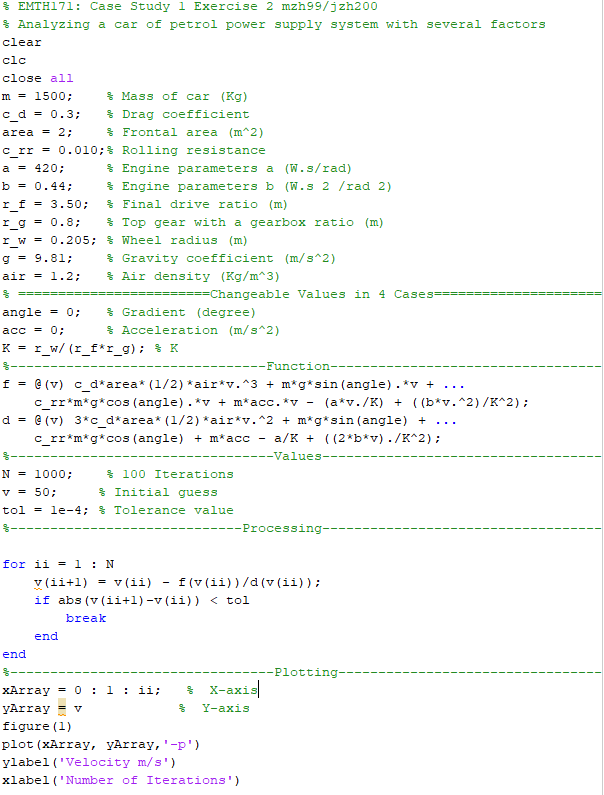 % EMTH171: Case Study 1 Exercise 2 mzh99/jzh200
% Analyzing a car of petrol power supply system with several factors
clear
clc
close all
m = 1500;    % Mass of car (Kg)
c_d = 0.3;   % Drag coefficient
area = 2;    % Frontal area (m^2)
c_rr = 0.010;% Rolling resistance
a = 420;     % Engine parameters a (W.s/rad)
b = 0.44;    % Engine parameters b (W.s 2 /rad 2)
r_f = 3.50;  % Final drive ratio (m)
r_g = 0.8;   % Top gear with a gearbox ratio (m)
r_w = 0.205; % Wheel radius (m)
g = 9.81;    % Gravity coefficient (m/s^2)
air = 1.2;   % Air density (Kg/m^3)
% ========================Changeable Values in 4 Cases=====================
angle = 0;   % Gradient (degree)
acc = 0;     % Acceleration (m/s^2)
K = r_w/(r_f*r_g); % K
%--------------------------------Function----------------------------------
f = @(v) c_d*area*(1/2)*air*v.^3 + m*g*sin(angle).*v + ...
    c_rr*m*g*cos(angle).*v + m*acc.*v - (a*v./K) + ((b*v.^2)/K^2);
d = @(v) 3*c_d*area*(1/2)*air*v.^2 + m*g*sin(angle) + ...
    c_rr*m*g*cos(angle) + m*acc - a/K + ((2*b*v)./K^2);
%---------------------------------Values-----------------------------------
N = 1000;    % 100 Iterations
v = 50;     % Initial guess
tol = 1e-4; % Tolerance value
%-----------------------------Processing-----------------------------------
for ii = 1 : N
    v(ii+1) = v(ii) - f(v(ii))/d(v(ii));
    if abs(v(ii+1)-v(ii)) < tol
        break
    end
end
%---------------------------------Plotting---------------------------------
xArray = 0 : 1 : ii;   %  X-axis
yArray = v            %  Y-axis
figure(1)
plot(xArray, yArray,'-p')
ylabel('Velocity m/s')
xlabel('Number of Iterations')